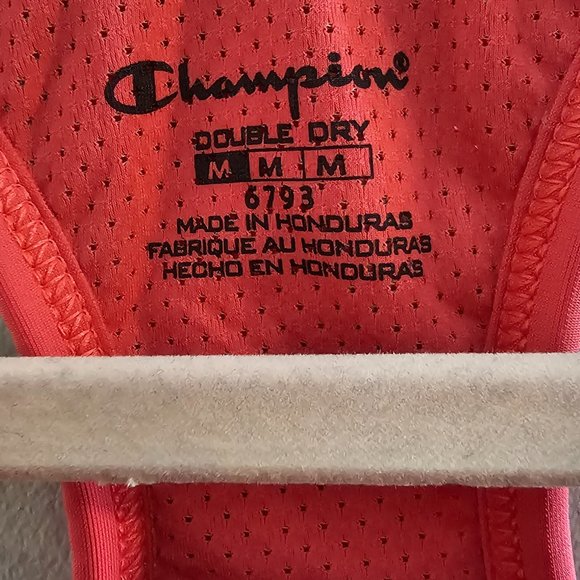 Champion®
DOUBLE DRY
M M M
6793
MADE IN HONDURAS
FABRIQUE AU HONDURAS
HECHO EN HONDURAS